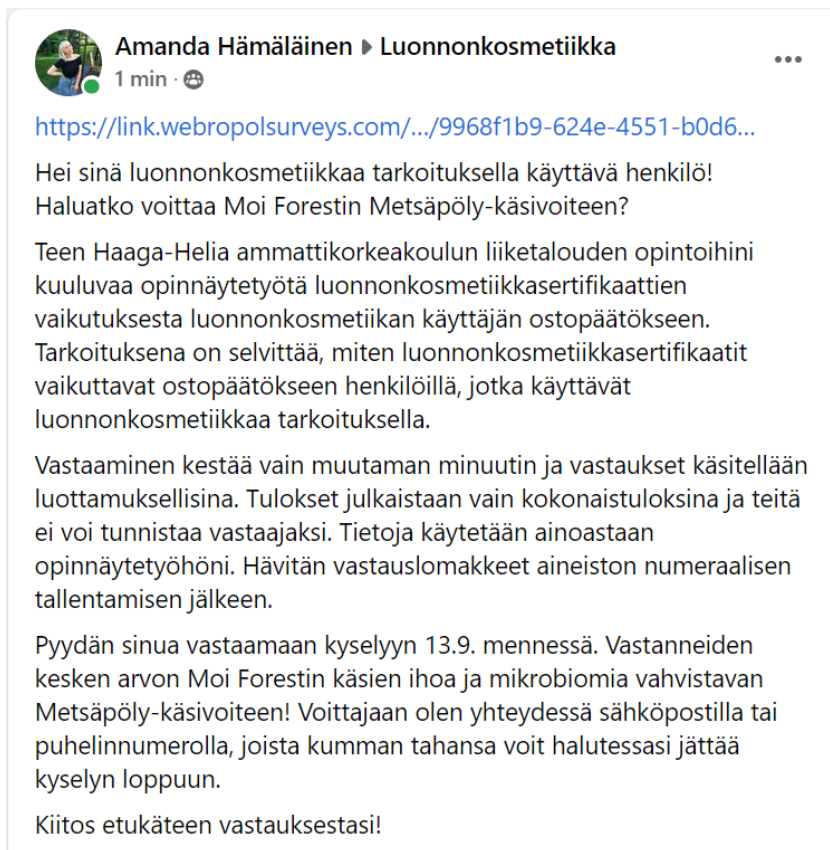 Amanda Hämäläinen ▶ Luonnonkosmetiikka
1 min ·
https://link.webropolsurveys.com/.../9968f1b9-624e-4551-b0d6...
Hei sinä luonnonkosmetiikkaa tarkoituksella käyttävä henkilö!
Haluatko voittaa Moi Forestin Metsäpöly-käsivoiteen?
Teen Haaga-Helia ammattikorkeakoulun liiketalouden opintoihini
kuuluvaa opinnäytetyötä luonnonkosmetiikkasertifikaattien
vaikutuksesta luonnonkosmetiikan käyttäjän ostopäätökseen.
Tarkoituksena on selvittää, miten luonnonkosmetiikkasertifikaatit
vaikuttavat ostopäätökseen henkilöillä, jotka käyttävät
luonnonkosmetiikkaa tarkoituksella.
Vastaaminen kestää vain muutaman minuutin ja vastaukset käsitellään
luottamuksellisina. Tulokset julkaistaan vain kokonaistuloksina ja teitä
ei voi tunnistaa vastaajaksi. Tietoja käytetään ainoastaan
opinnäytetyöhöni. Hävitän vastauslomakkeet aineiston numeraalisen
tallentamisen jälkeen.
Pyydän sinua vastaamaan kyselyyn 13.9. mennessä. Vastanneiden
kesken arvon Moi Forestin käsien ihoa ja mikrobiomia vahvistavan
Metsäpöly-käsivoiteen! Voittajaan olen yhteydessä sähköpostilla tai
puhelinnumerolla, joista kumman tahansa voit halutessasi jättää
kyselyn loppuun.
Kiitos etukäteen vastauksestasi!